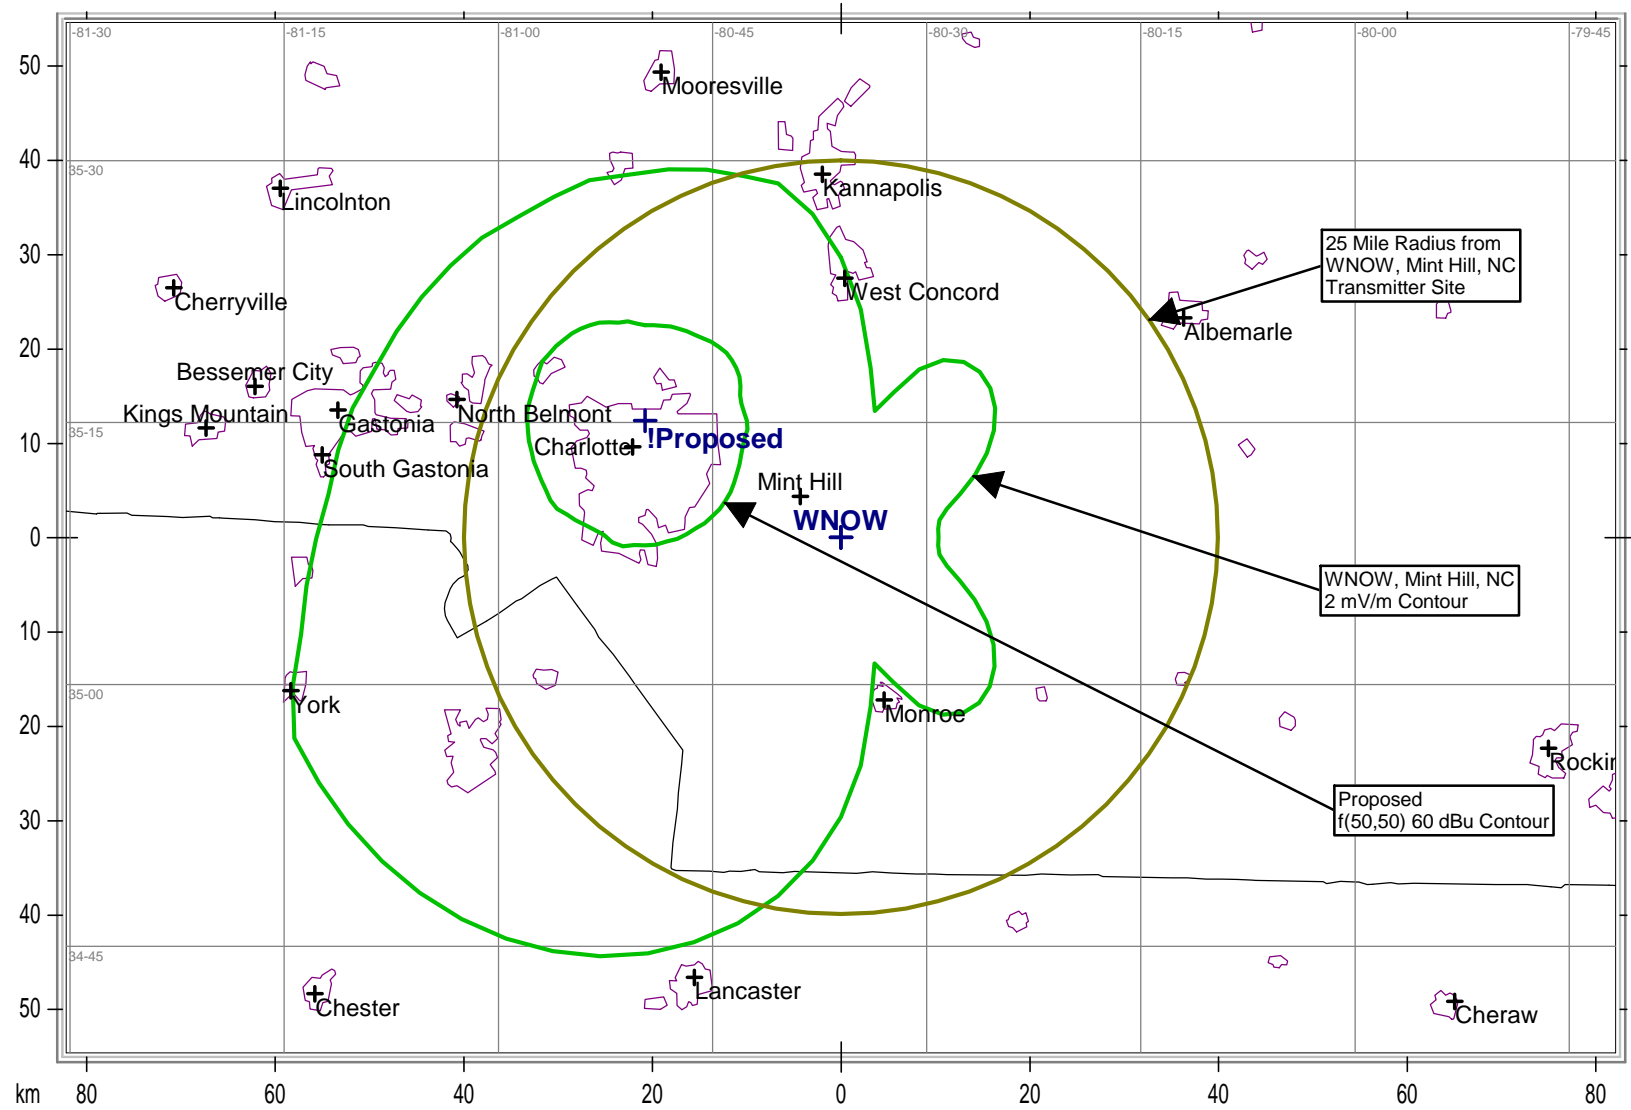 -81-30
-81-15
-81-00
-80-45
-80-30
-80-15
-80-00
-79-45
50
Mooresville
40
35-30
Kannapolis
Lincolnton
30
25 Mile Radius from
WNOW, Mint Hill, NC
Transmitter Site
West Concord
Cherryville
Albemarle
20
Bessemer City
Kings Mountain
Gastonia
North Belmont
35-15
!Proposed
10
Charlotte
South Gastonia
Mint Hill
WNOW
0
WNOW, Mint Hill, NC
2 mV/m Contour
10
35-00
York
Monroe
20
Rockin
Proposed
f(50,50) 60 dBu Contour
30
40
34-45
Lancaster
50
Chester
Cheraw
km
80
60
40
20
0
20
40
60
80